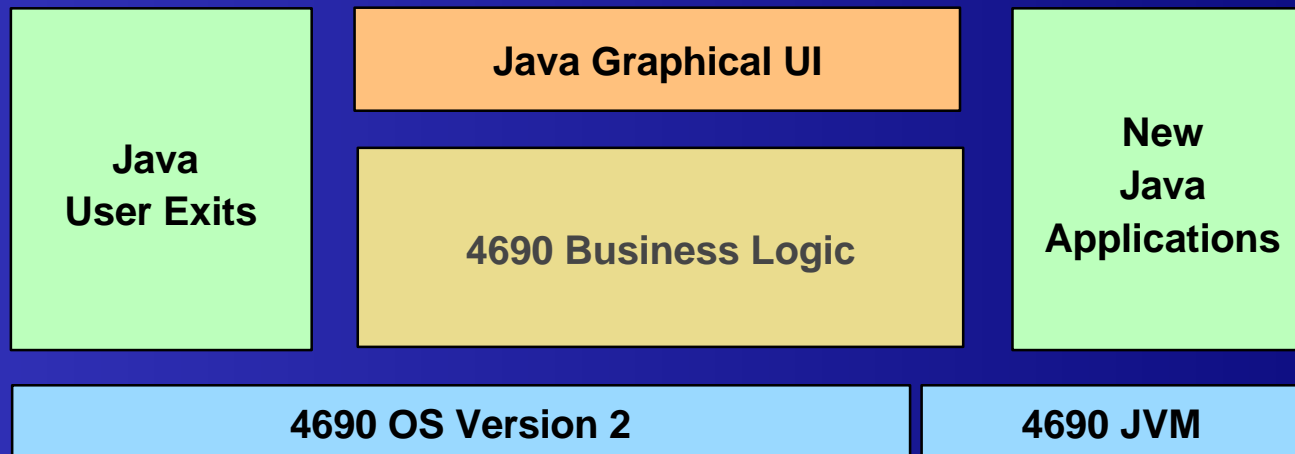 Java Graphical UI
Java
User Exits
4690 Business Logic
New
Java
Applications
4690 OS Version 2
4690 JVM